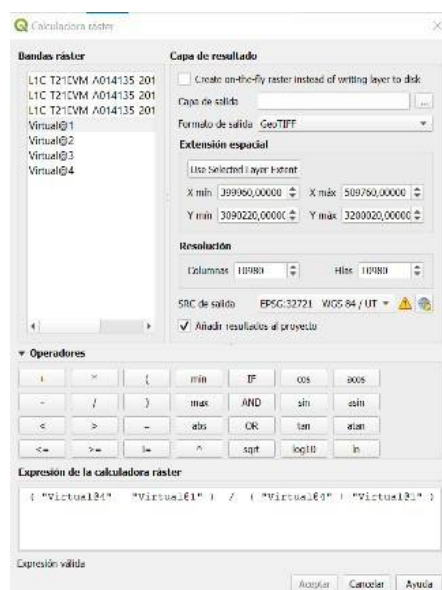 Calculadora ráster
Bandas ráster
L1C T21EVM A014135 201
L1C T21EVM A014135 201
L1C T21EVM A014135 201
Virtual@1
Virtual@2
Virtual@3
Virtual@4
Capa de resultado
Create on-the-fly raster instead of writing layer to disk
Capa de salida
...
Formato de salida GeoTIFF
Extensión espacial
Use Selected Layer Extent
X mín 399960,00000 X máx 509760,00000
Y mín 3090220,0000 Y máx 3200020,0000
Resolución
Columnas 10980 Filas 10980
SRC de salida EPSG:32721 WGS 84 / UT
Añadir resultados al proyecto
Operadores
+ * ( min IF cos acos
- / ) max AND sin asin
< > = abs OR tan atan
<= >= != ^ sqrt log10 ln
Expresión de la calculadora ráster
( "Virtual@4" "Virtual@1" ) / ( "Virtual@4" + "Virtual@1" )
Expresión válida
Aceptar Cancelar Ayuda